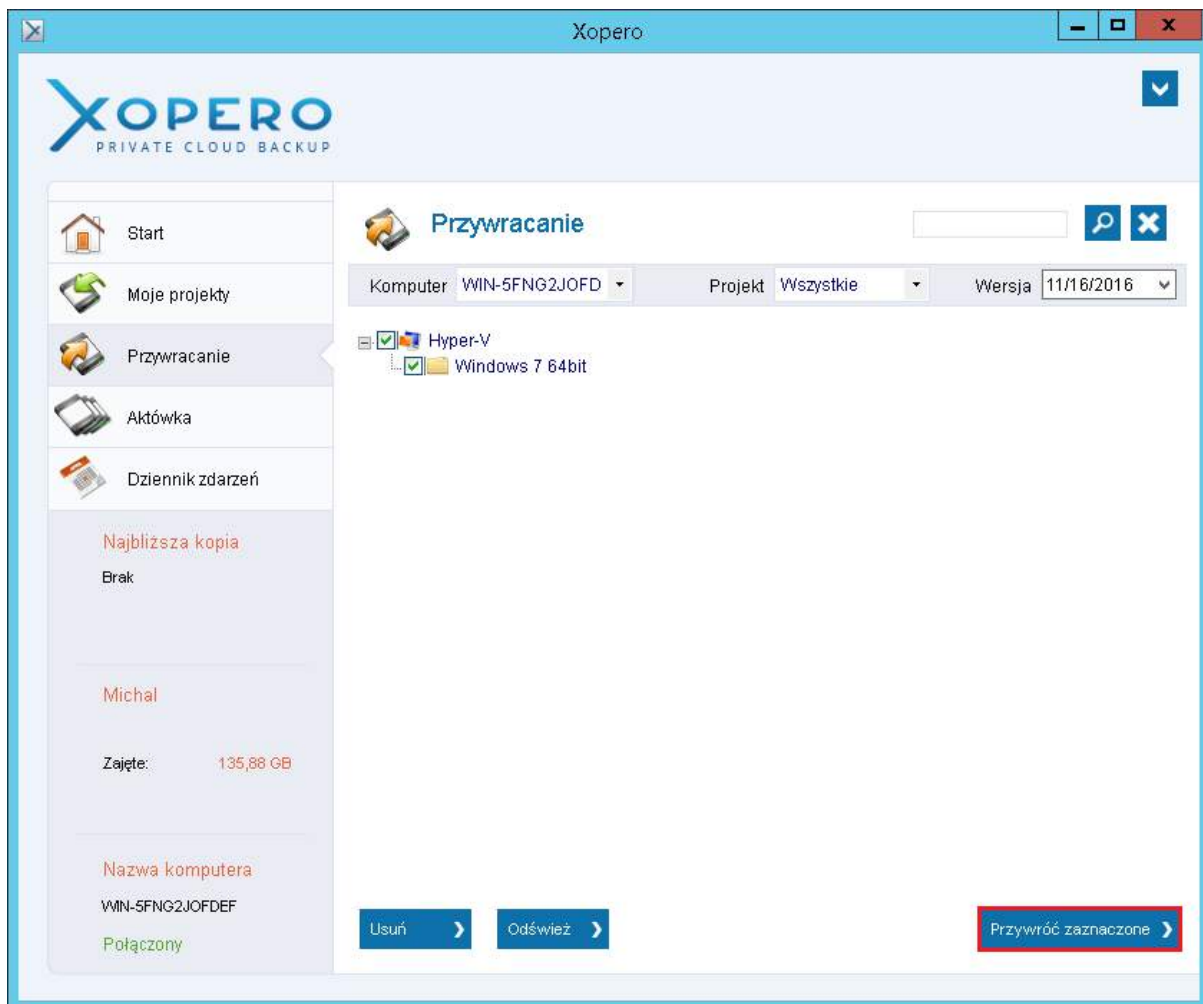 Xopero
XOPERO
PRIVATE CLOUD BACKUP
Start
Moje projekty
Przywracanie
Aktówka
Dziennik zdarzeń
Najbliższa kopia
Brak
Michal
Zajęte: 135,88 GB
Nazwa komputera
WIN-5FNG2JOFDEF
Połączony
Przywracanie
Komputer WIN-5FNG2JOFD Projekt Wszystkie Wersja 11/16/2016
Hyper-V
Windows 7 64bit
Usuń Odśwież Przywróć zaznaczone